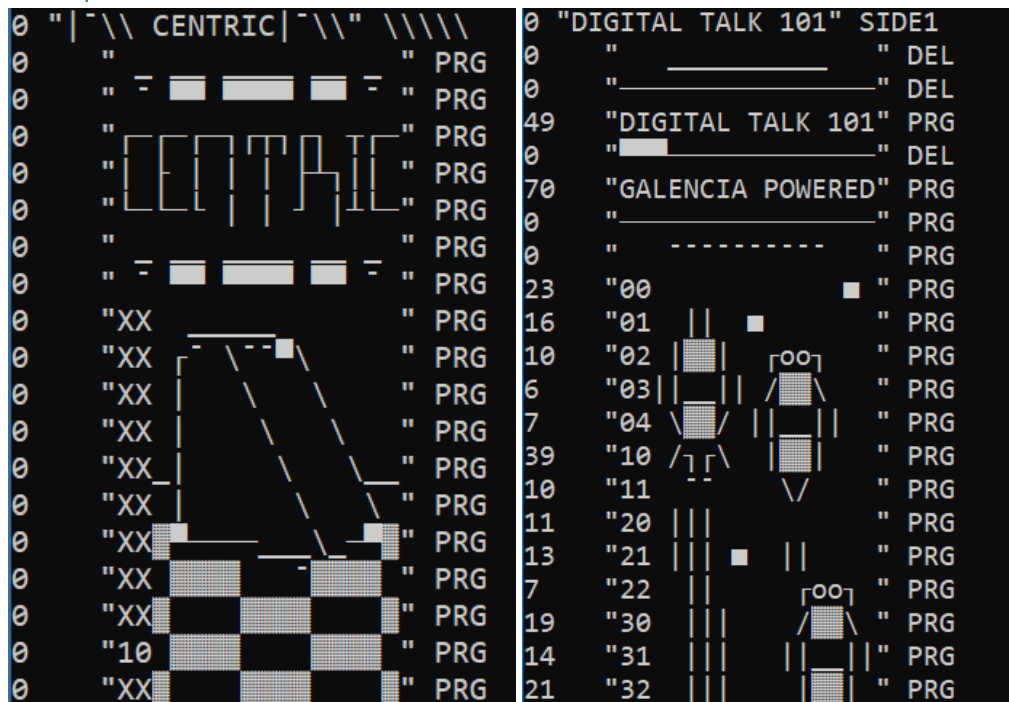 0 "|¯\\ CENTRIC|¯\\" \\\\\
0 " " PRG
0 " " PRG
0 "CENTRIC" PRG
0 " " PRG
0 " " PRG
0 " " PRG
0 " " PRG
0 "XX " PRG
0 "XX " PRG
0 "XX " PRG
0 "XX " PRG
0 "XX " PRG
0 "XX " PRG
0 "XX " PRG
0 "XX " PRG
0 "XX " PRG
0 "10 " PRG
0 "XX " PRG
0 "DIGITAL TALK 101" SIDE1
0 " " DEL
0 " " DEL
49 "DIGITAL TALK 101" PRG
0 " " DEL
70 "GALENCIA POWERED" PRG
0 " " PRG
0 " " PRG
23 "00 " PRG
16 "01 " PRG
10 "02 oo " PRG
6 "03 " PRG
7 "04 " PRG
39 "10 " PRG
10 "11 " PRG
11 "20 " PRG
13 "21 " PRG
7 "22 oo " PRG
19 "30 " PRG
14 "31 " PRG
21 "32 " PRG